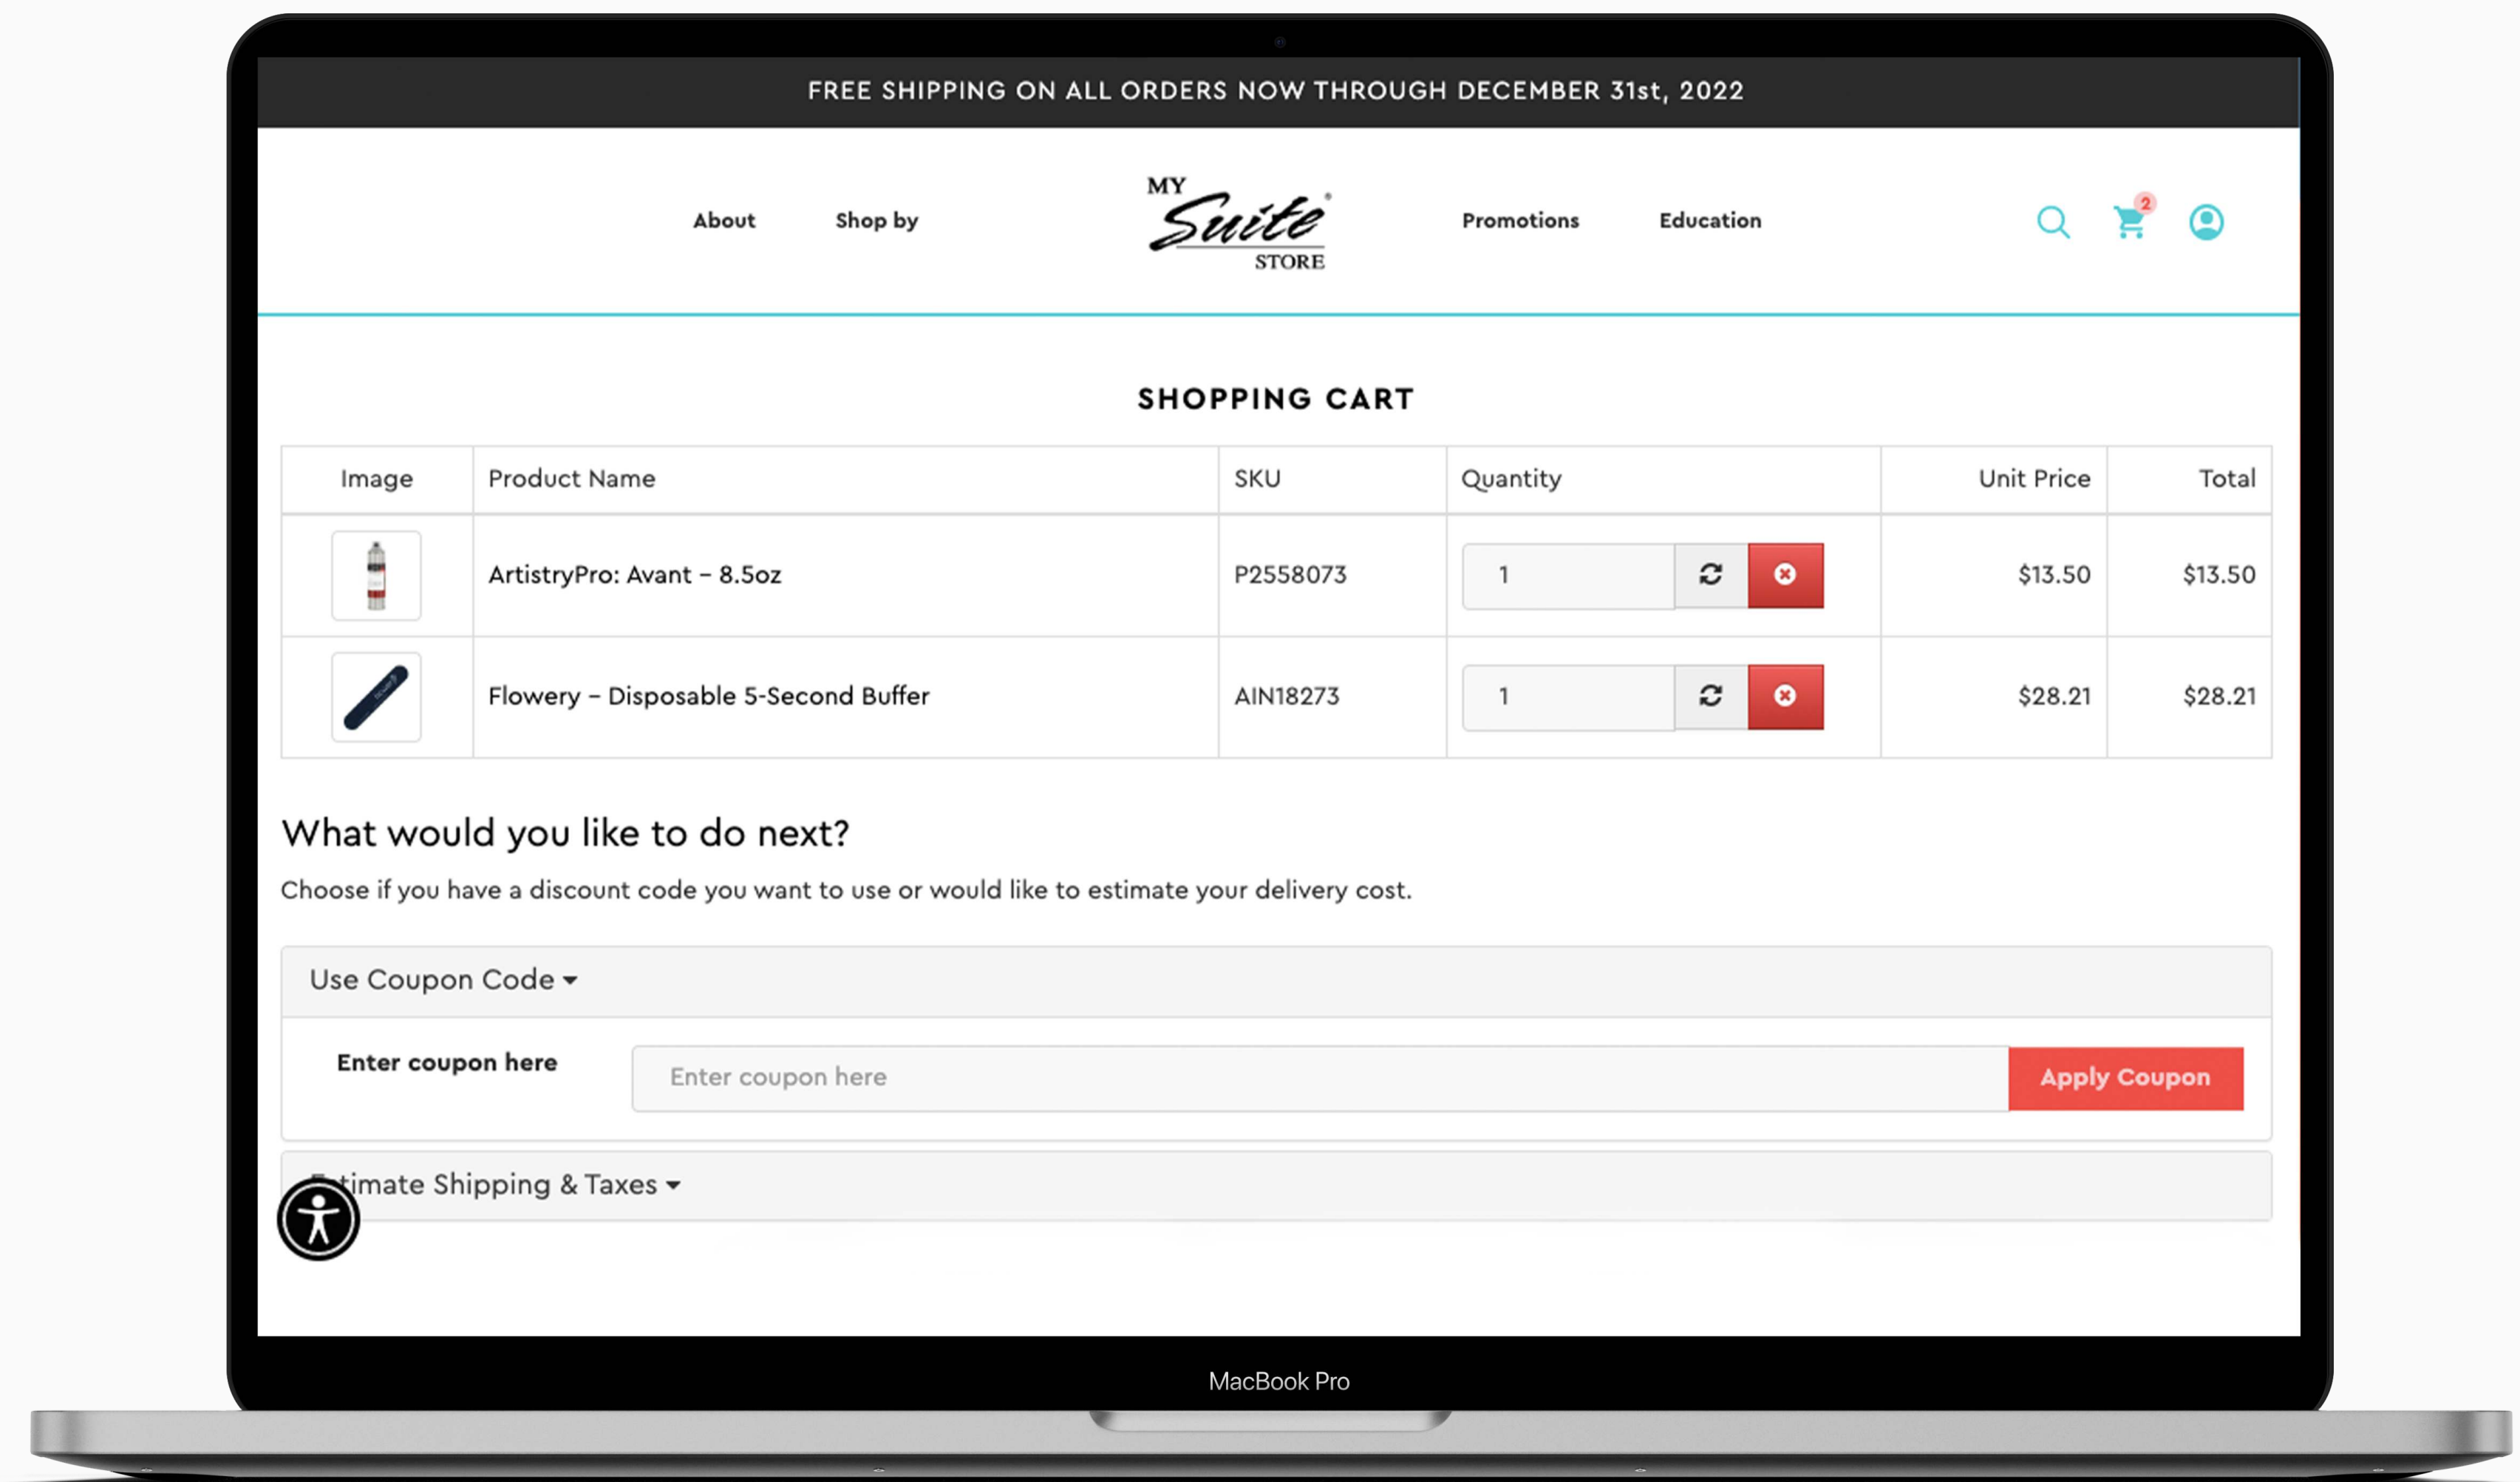 FREE SHIPPING ON ALL ORDERS NOW THROUGH DECEMBER 31st, 2022
About Shop by MY Suite® STORE Promotions Education 2
SHOPPING CART
Image Product Name SKU Quantity Unit Price Total
ArtistryPro: Avant – 8.5oz P2558073 1 $13.50 $13.50
Flowery – Disposable 5-Second Buffer AIN18273 1 $28.21 $28.21
What would you like to do next?
Choose if you have a discount code you want to use or would like to estimate your delivery cost.
Use Coupon Code
Enter coupon here Enter coupon here Apply Coupon
Estimate Shipping & Taxes
MacBook Pro